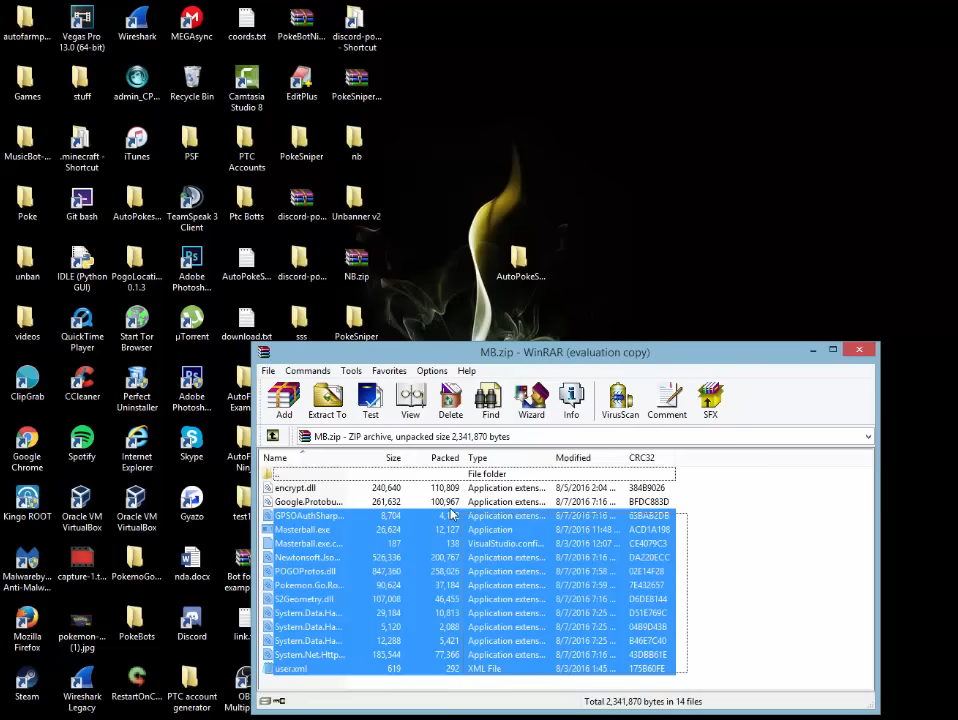 autofarmp...
Vegas Pro 13.0 (64-bit)
Wireshark
MEGAsync
coords.txt
PokeBotNi...
discord-po... - Shortcut
Games
stuff
admin_CP...
Recycle Bin
Camtasia Studio 8
EditPlus
PokeSniper...
MusicBot-...
.minecraft - Shortcut
iTunes
PSF
PTC Accounts
PokeSniper
nb
Poke
Git bash
AutoPokes...
TeamSpeak 3 Client
Ptc Botts
discord-po...
Unbanner v2
unban
IDLE (Python GUI)
PogoLocati... 0.1.3
Adobe Photosh...
AutoPokeS...
discord-po...
NB.zip
AutoPokeS...
videos
QuickTime Player
Start Tor Browser
µTorrent
download.txt
sss
PokeSniper
ClipGrab
CCleaner
Perfect Uninstaller
Adobe Photosh...
Google Chrome
Spotify
Internet Explorer
Skype
Kingo ROOT
Oracle VM VirtualBox
Oracle VM VirtualBox
Gyazo
Malwareby... Anti-Malw...
capture-1.t...
PokemoGo...
nda.docx
Mozilla Firefox
pokemon-... (1).jpg
PokeBots
Discord
Steam
Wireshark Legacy
RestartOnC...
PTC account generator
MB.zip - WinRAR (evaluation copy)
File Commands Tools Favorites Options Help
Add Extract To Test View Delete Find Wizard Info VirusScan Comment SFX
MB.zip - ZIP archive, unpacked size 2,341,870 bytes
Name Size Packed Type Modified CRC32
.. File folder
encrypt.dll 240,640 110,809 Application extens... 8/5/2016 2:04 ... 384B9026
Google.Protobu... 261,632 100,967 Application extens... 8/7/2016 7:16 ... BFDC883D
GPSOAuthSharp... 8,704 Application extens... 8/7/2016 7:16 ... 65BAB2DB
Masterball.exe 26,624 12,127 Application 8/7/2016 11:48 ... ACD1A198
Masterball.exe.c... 187 138 VisualStudio.confi... 8/3/2016 12:07 ... CE4079C3
Newtonsoft.Jso... 526,336 200,767 Application extens... 8/7/2016 7:16 ... DA220ECC
POGOProtos.dll 847,360 258,026 Application extens... 8/7/2016 7:58 ... 02E14F28
Pokemon.Go.Ro... 90,624 37,184 Application extens... 8/7/2016 7:59 ... 7E432657
S2Geometry.dll 107,008 46,455 Application extens... 8/7/2016 7:16 ... D6DE8144
System.Data.Ha... 29,184 10,813 Application extens... 8/7/2016 7:25 ... D51E769C
System.Data.Ha... 5,120 2,088 Application extens... 8/7/2016 7:25 ... 04B9D43B
System.Data.Ha... 12,288 5,421 Application extens... 8/7/2016 7:25 ... B46E7C40
System.Net.Http... 185,544 77,366 Application extens... 8/7/2016 7:16 ... 43DBB61E
user.xml 619 292 XML File 8/3/2016 1:45 ... 175B60FE
Total 2,341,870 bytes in 14 files